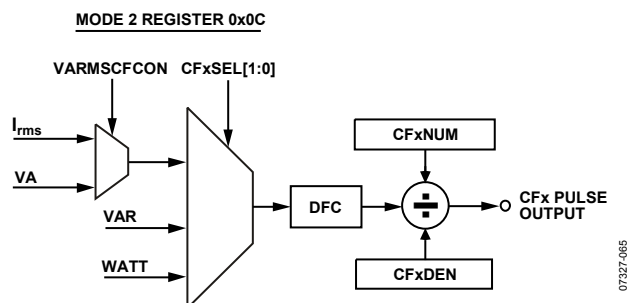 MODE 2 REGISTER 0x0C
VARMSCFCON
CFxSEL[1:0]
Irms
VA
VAR
WATT
DFC
CFxNUM
÷
CFxDEN
CFx PULSE
OUTPUT
07327-065